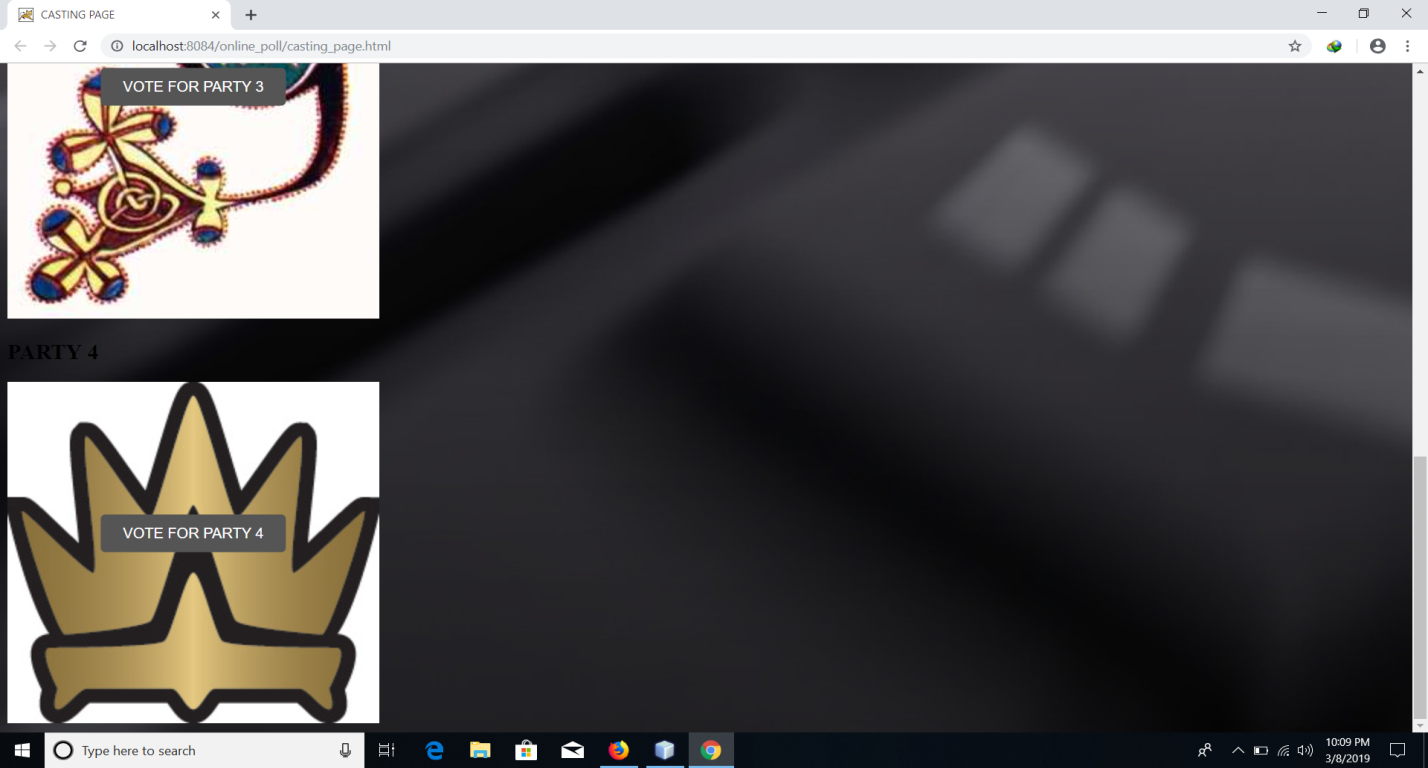 CASTING PAGE
localhost:8084/online_poll/casting_page.html
VOTE FOR PARTY 3
PARTY 4
VOTE FOR PARTY 4
Type here to search
10:09 PM
3/8/2019